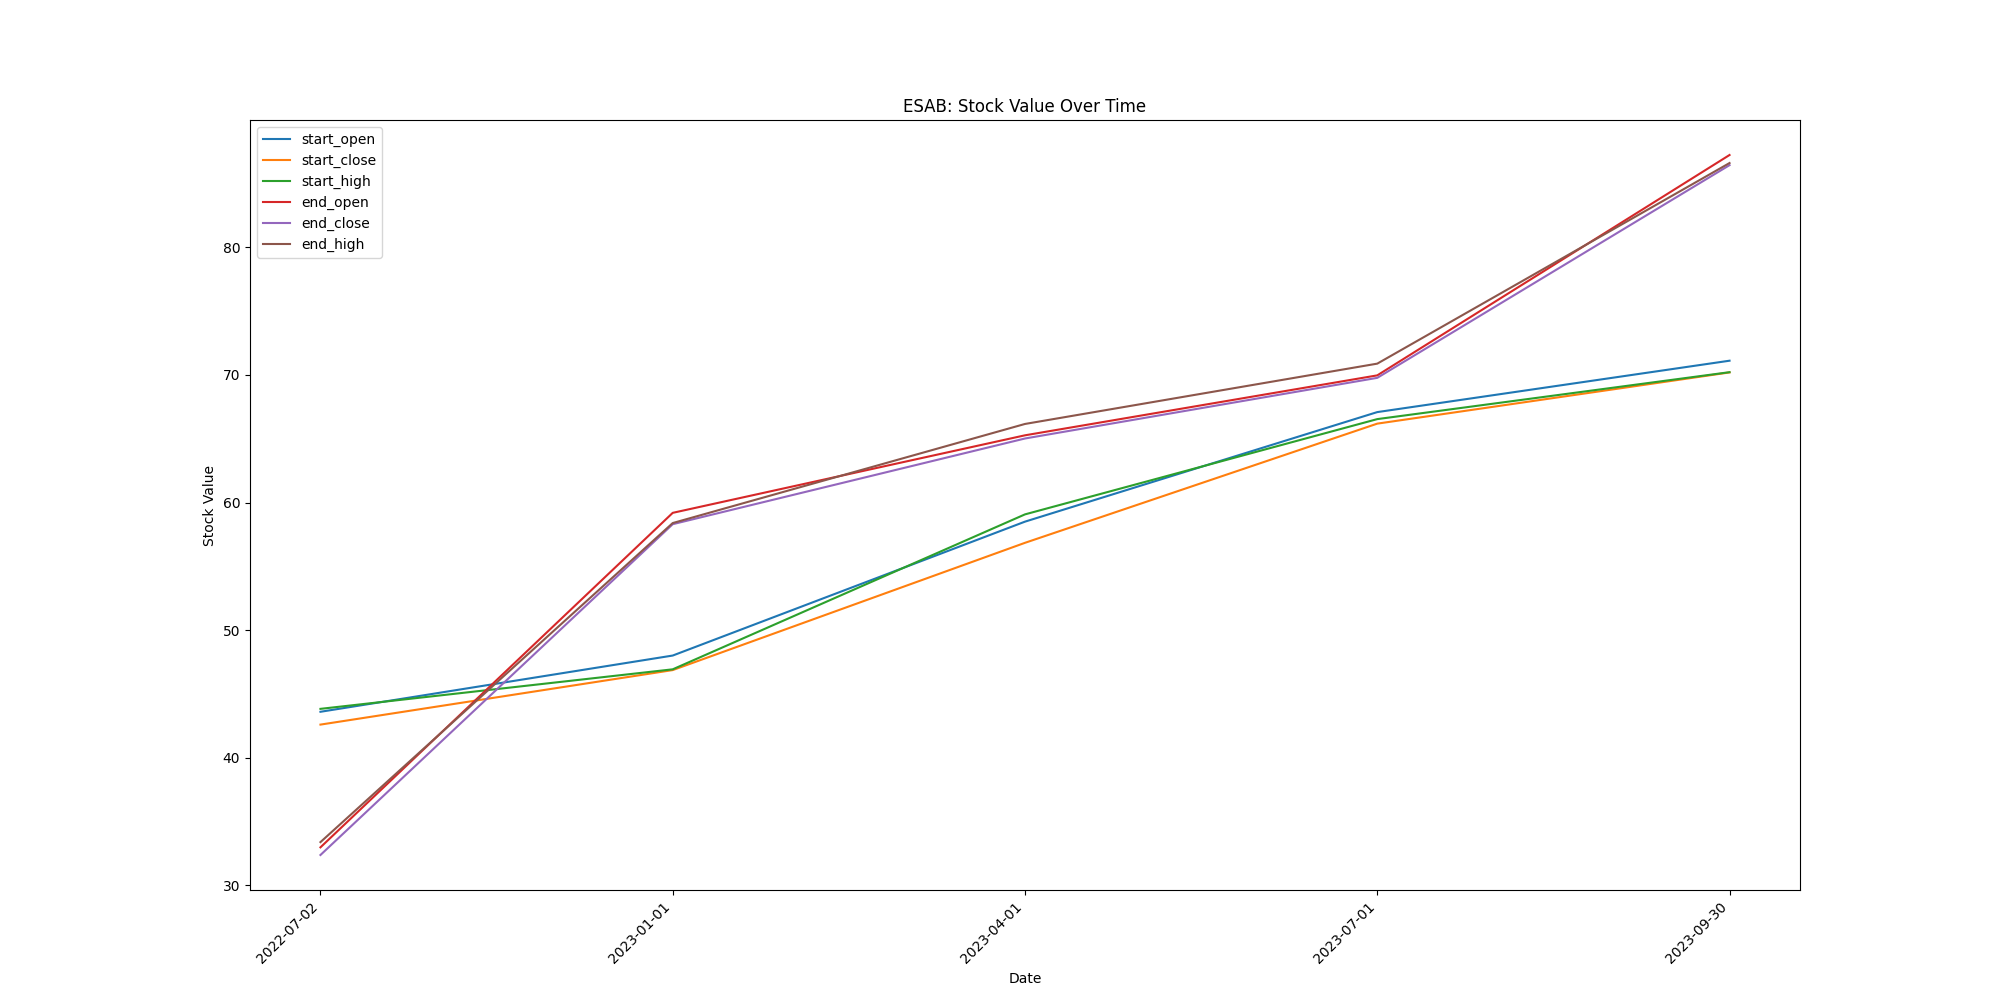 ESAB: Stock Value Over Time
start_open
start_close
start_high
end_open
end_close
end_high
Stock Value
80
70
60
50
40
30
2022-07-02
2023-01-01
2023-04-01
2023-07-01
2023-09-30
Date